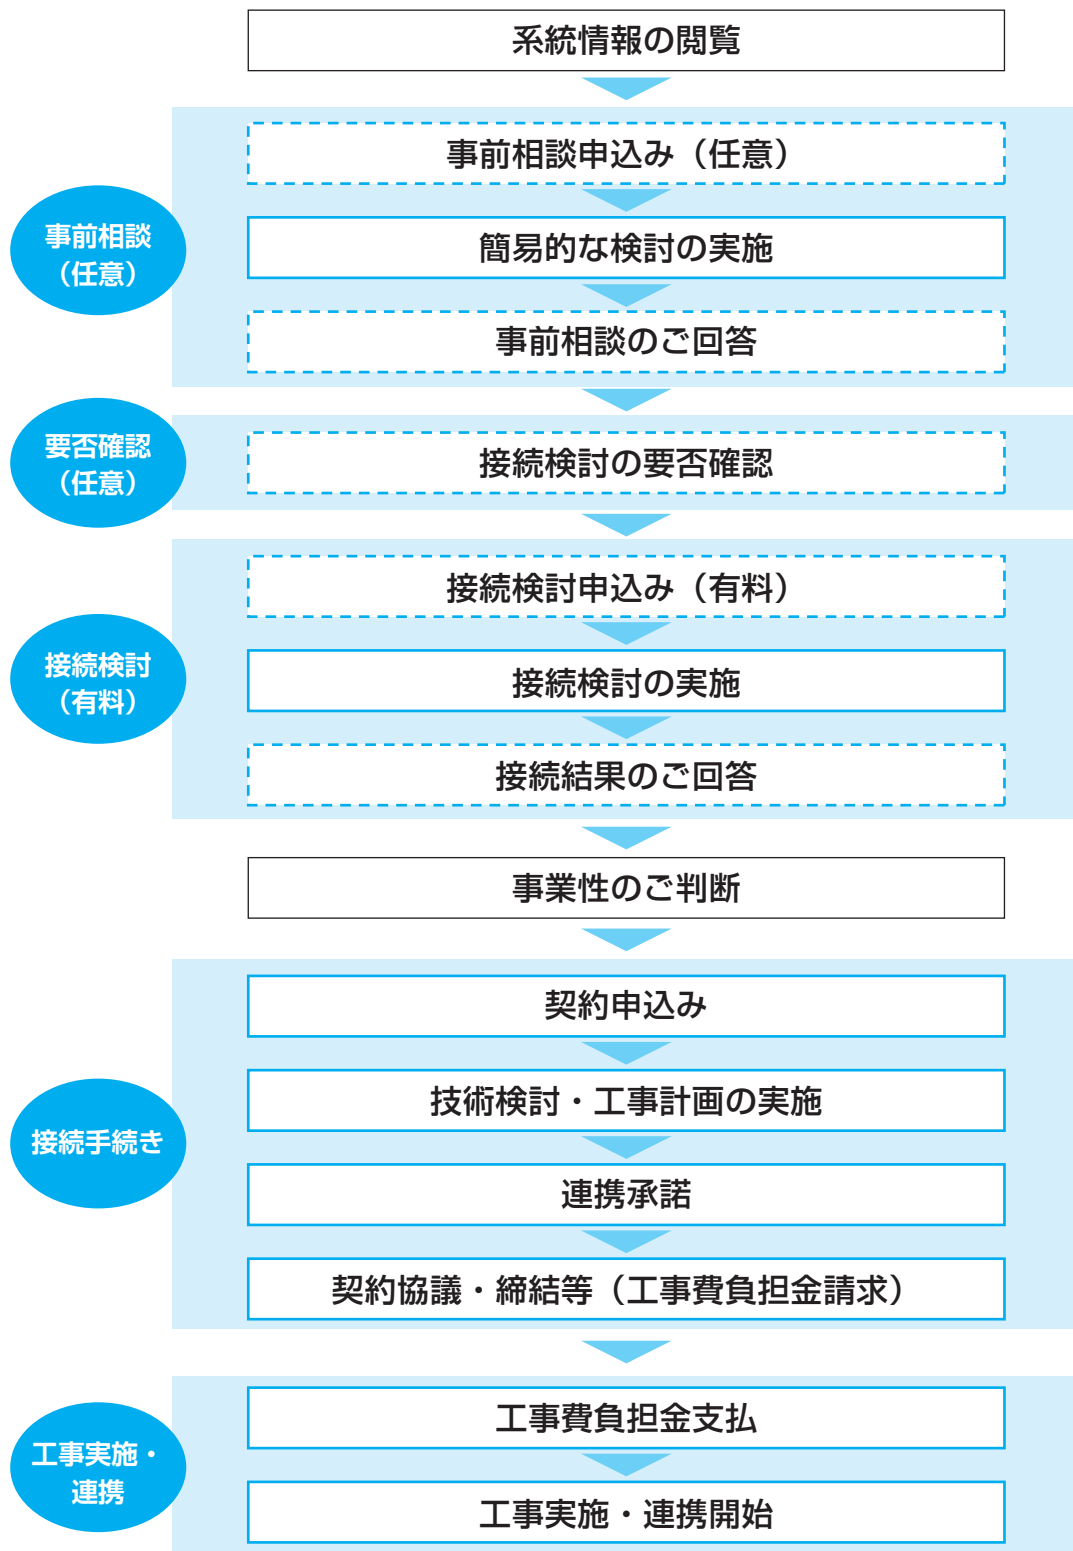 系統情報の閲覧
事前相談
（任意）
事前相談申込み（任意）
簡易的な検討の実施
事前相談のご回答
要否確認
（任意）
接続検討の要否確認
接続検討
（有料）
接続検討申込み（有料）
接続検討の実施
接続結果のご回答
事業性のご判断
接続手続き
契約申込み
技術検討・工事計画の実施
連携承諾
契約協議・締結等（工事費負担金請求）
工事実施・
連携
工事費負担金支払
工事実施・連携開始